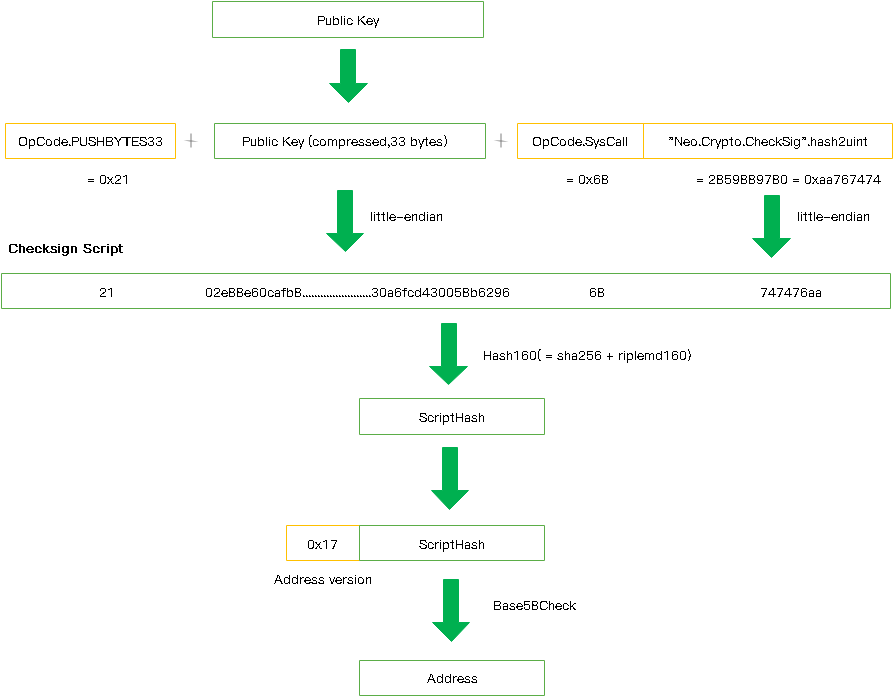 Public Key
OpCode.PUSHBYTES33 + Public Key (compressed,33 bytes) + OpCode.SysCall "Neo.Crypto.CheckSig".hash2uint
= 0x21 = 0x68 = 2859889780 = 0xaa767474
little-endian little-endian
Checksign Script
21 02e88e60cafb8.......................30a6fcd430058b6296 68 747476aa
Hash160( = sha256 + riplemd160)
ScriptHash
0x17 ScriptHash
Address version
Base58Check
Address